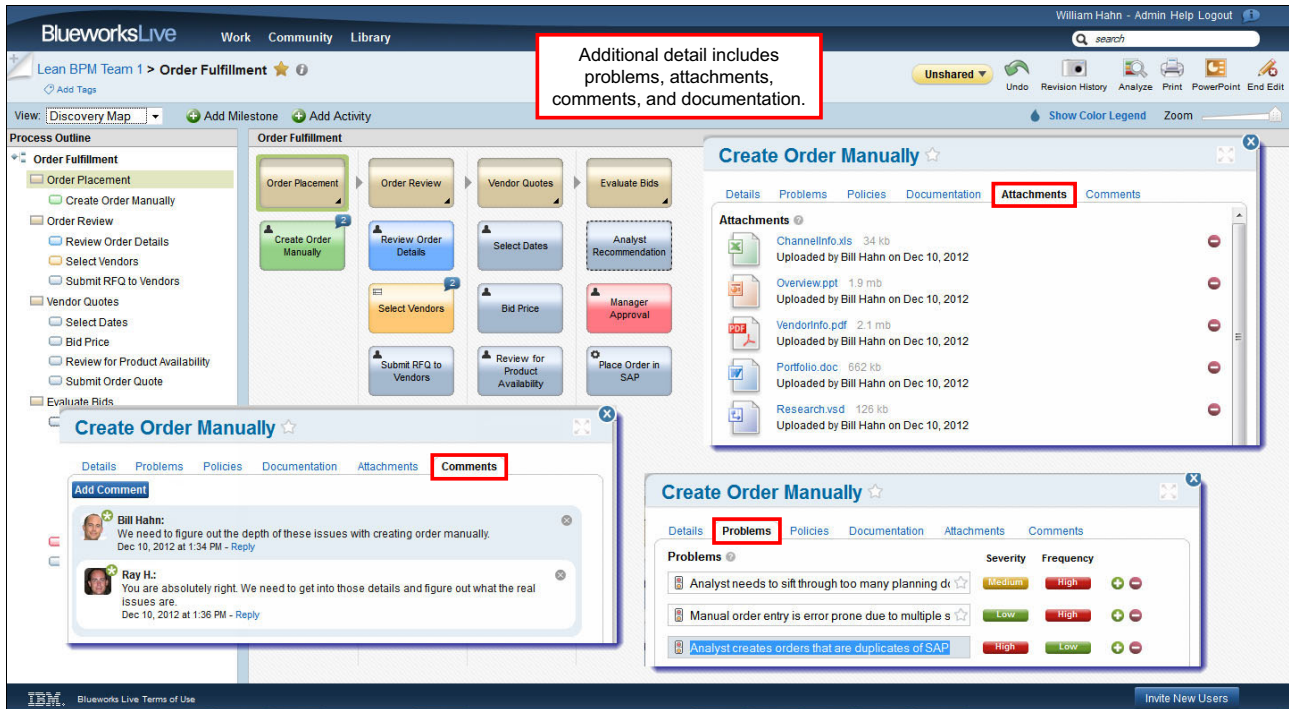 William Hahn - Admin Help Logout
BlueworksLive Work Community Library
search
Additional detail includes
problems, attachments,
comments, and documentation.
Lean BPM Team 1 > Order Fulfillment
Add Tags
Unshared
Undo Revision History Analyze Print PowerPoint End Edit
View: Discovery Map Add Milestone Add Activity
Show Color Legend Zoom
Process Outline
Order Fulfillment
Order Placement
Create Order Manually
Order Review
Review Order Details
Select Vendors
Submit RFQ to Vendors
Vendor Quotes
Select Dates
Bid Price
Review for Product Availability
Submit Order Quote
Evaluate Bids
Order Fulfillment
Order Placement
Order Review
Vendor Quotes
Evaluate Bids
2
Create Order
Manually
Review Order
Details
Select Dates
Analyst
Recommendation
2
Select Vendors
Bid Price
Manager
Approval
Submit RFQ to
Vendors
Review for
Product
Availability
Place Order in
SAP
Create Order Manually
Details Problems Policies Documentation Attachments Comments
Attachments
ChannelInfo.xls 34 kb
Uploaded by Bill Hahn on Dec 10, 2012
Overview.ppt 1.9 mb
Uploaded by Bill Hahn on Dec 10, 2012
PDF
VendorInfo.pdf 2.1 mb
Uploaded by Bill Hahn on Dec 10, 2012
Portfolio.doc 662 kb
Uploaded by Bill Hahn on Dec 10, 2012
Research.vsd 126 kb
Uploaded by Bill Hahn on Dec 10, 2012
Create Order Manually
Details Problems Policies Documentation Attachments Comments
Add Comment
Bill Hahn:
We need to figure out the depth of these issues with creating order manually.
Dec 10, 2012 at 1:34 PM - Reply
Ray H.:
You are absolutely right. We need to get into those details and figure out what the real
issues are.
Dec 10, 2012 at 1:36 PM - Reply
Create Order Manually
Details Problems Policies Documentation Attachments Comments
Problems Severity Frequency
Analyst needs to sift through too many planning do Medium High
Manual order entry is error prone due to multiple s Low High
Analyst creates orders that are duplicates of SAP High Low
IBM. Blueworks Live Terms of Use
Invite New Users